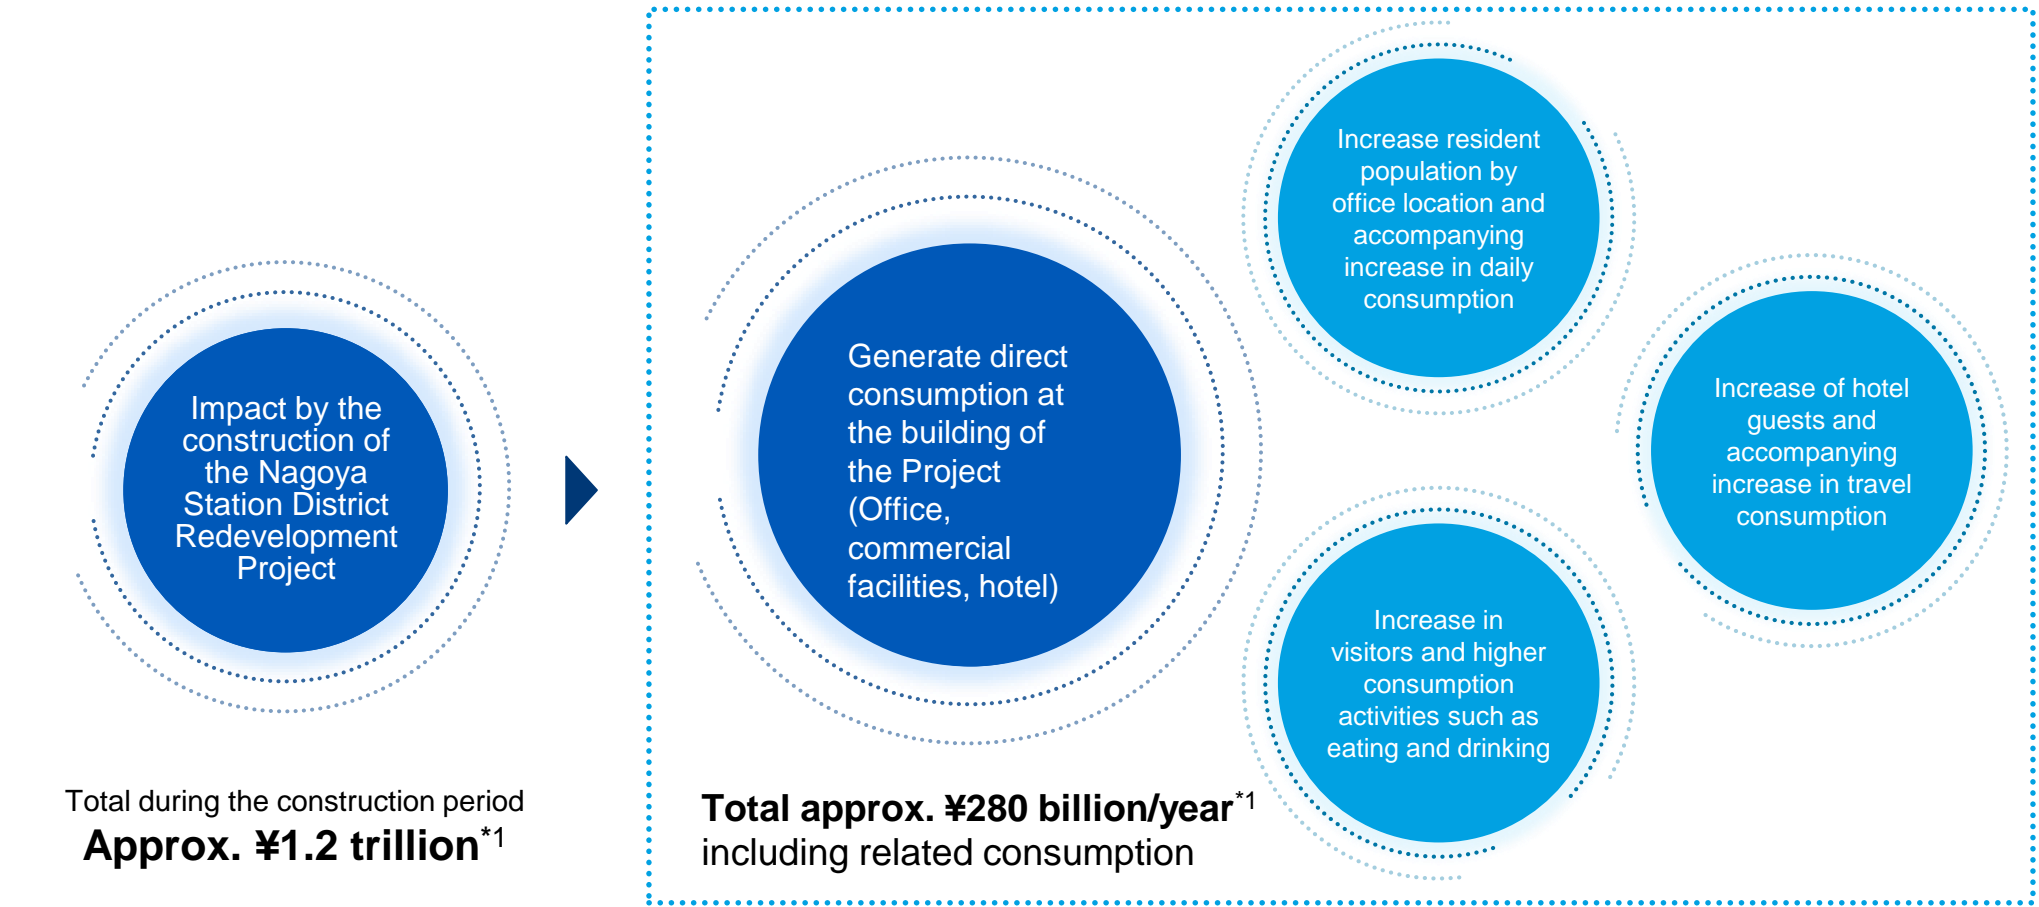 Impact by the
construction of
the Nagoya
Station District
Redevelopment
Project
Total during the construction period
Approx. ¥1.2 trillion*1
Generate direct
consumption at
the building of
the Project
(Office,
commercial
facilities, hotel)
Total approx. ¥280 billion/year*1
including related consumption
Increase resident
population by
office location and
accompanying
increase in daily
consumption
Increase of hotel
guests and
accompanying
increase in travel
consumption
Increase in
visitors and higher
consumption
activities such as
eating and drinking